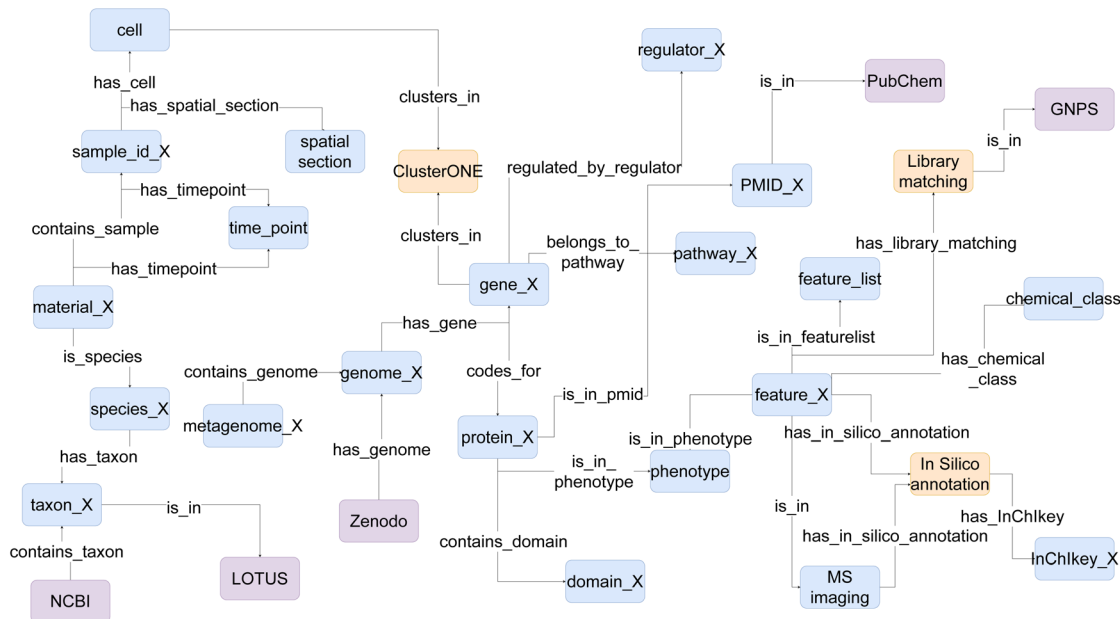 cell
regulator_X
PubChem
is_in
GNPS
has_cell
clusters_in
has_spatial_section
is_in
sample_id_X
spatial
section
ClusterONE
regulated_by_regulator
Library
matching
PMID_X
has_timepoint
contains_sample
time_point
clusters_in
belongs_to_
pathway
pathway_X
has_library_matching
has_timepoint
gene_X
feature_list
chemical_class
material_X
has_gene
is_in_featurelist
is_species
has_chemical
_class
contains_genome
genome_X
codes_for
is_in_pmid
feature_X
species_X
metagenome_X
protein_X
is_in_phenotype
has_in_silico_annotation
has_taxon
has_genome
is_in_
phenotype
phenotype
In Silico
annotation
taxon_X
is_in
Zenodo
is_in
has_InChIkey
contains_taxon
contains_domain
has_in_silico_annotation
LOTUS
NCBI
domain_X
MS
imaging
InChIkey_X